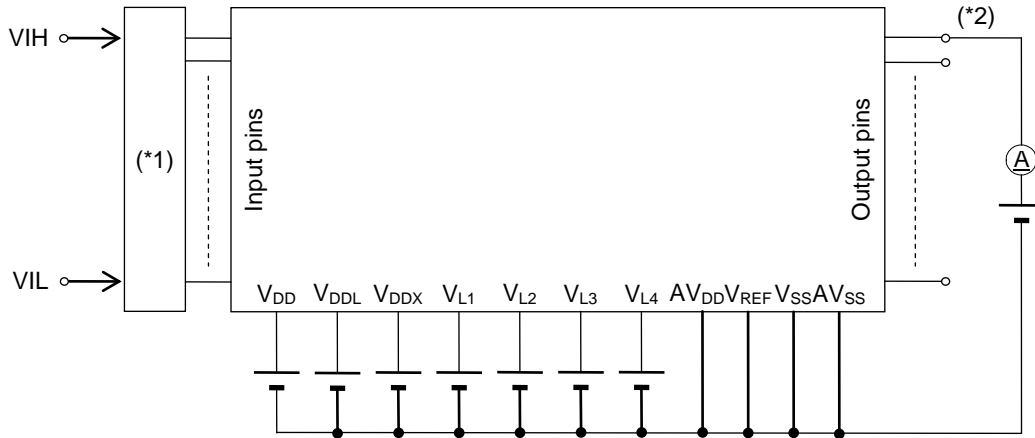 VIH
(*2)
(*1)
Input pins
Output pins
A
VIL
VDD VDDL VDDX VL1 VL2 VL3 VL4 AVDD VREF VSS AVSS